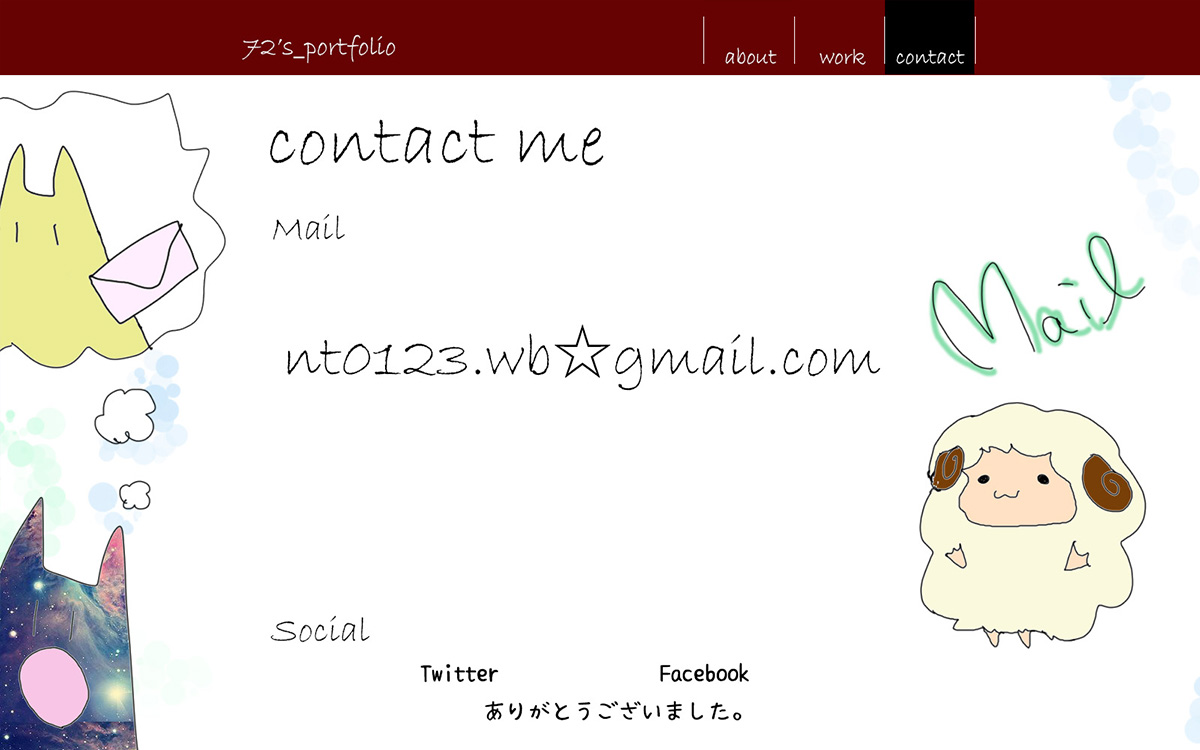 72's_portfolio
about work contact
contact me
Mail
nt0123.wb☆gmail.com
Mail
Social
Twitter Facebook
ありがとうございました。